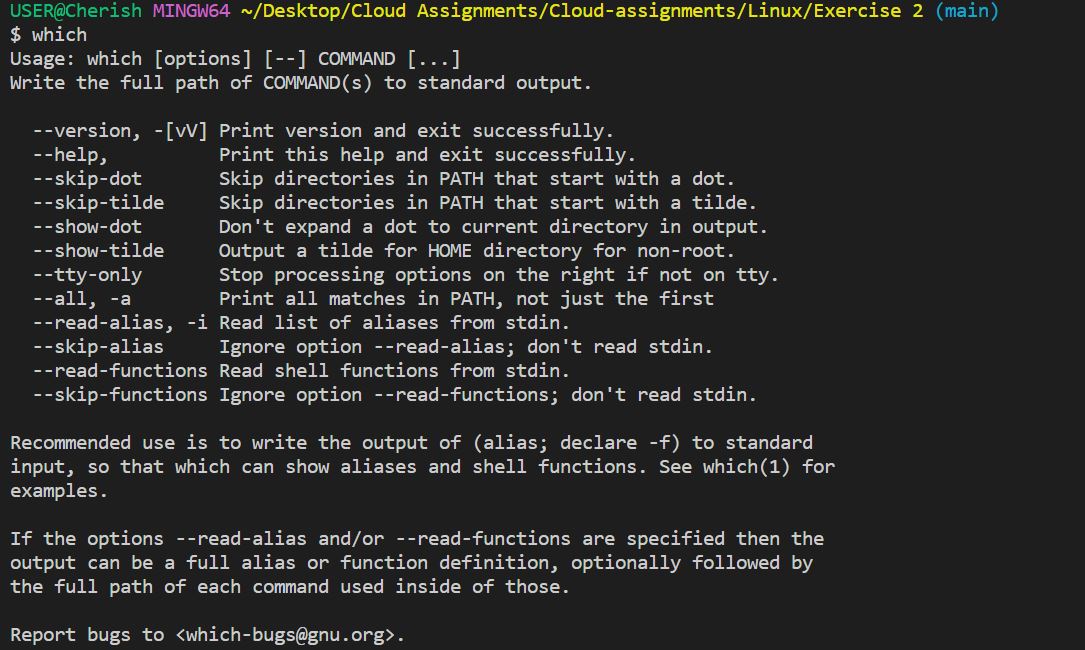 USER@Cherish MINGW64 ~/Desktop/Cloud Assignments/Cloud-assignments/Linux/Exercise 2 (main)
$ which
Usage: which [options] [--] COMMAND [...]
Write the full path of COMMAND(s) to standard output.

  --version, -[vV] Print version and exit successfully.
  --help,          Print this help and exit successfully.
  --skip-dot       Skip directories in PATH that start with a dot.
  --skip-tilde     Skip directories in PATH that start with a tilde.
  --show-dot       Don't expand a dot to current directory in output.
  --show-tilde     Output a tilde for HOME directory for non-root.
  --tty-only       Stop processing options on the right if not on tty.
  --all, -a        Print all matches in PATH, not just the first
  --read-alias, -i Read list of aliases from stdin.
  --skip-alias     Ignore option --read-alias; don't read stdin.
  --read-functions Read shell functions from stdin.
  --skip-functions Ignore option --read-functions; don't read stdin.

Recommended use is to write the output of (alias; declare -f) to standard
input, so that which can show aliases and shell functions. See which(1) for
examples.

If the options --read-alias and/or --read-functions are specified then the
output can be a full alias or function definition, optionally followed by
the full path of each command used inside of those.

Report bugs to <which-bugs@gnu.org>.